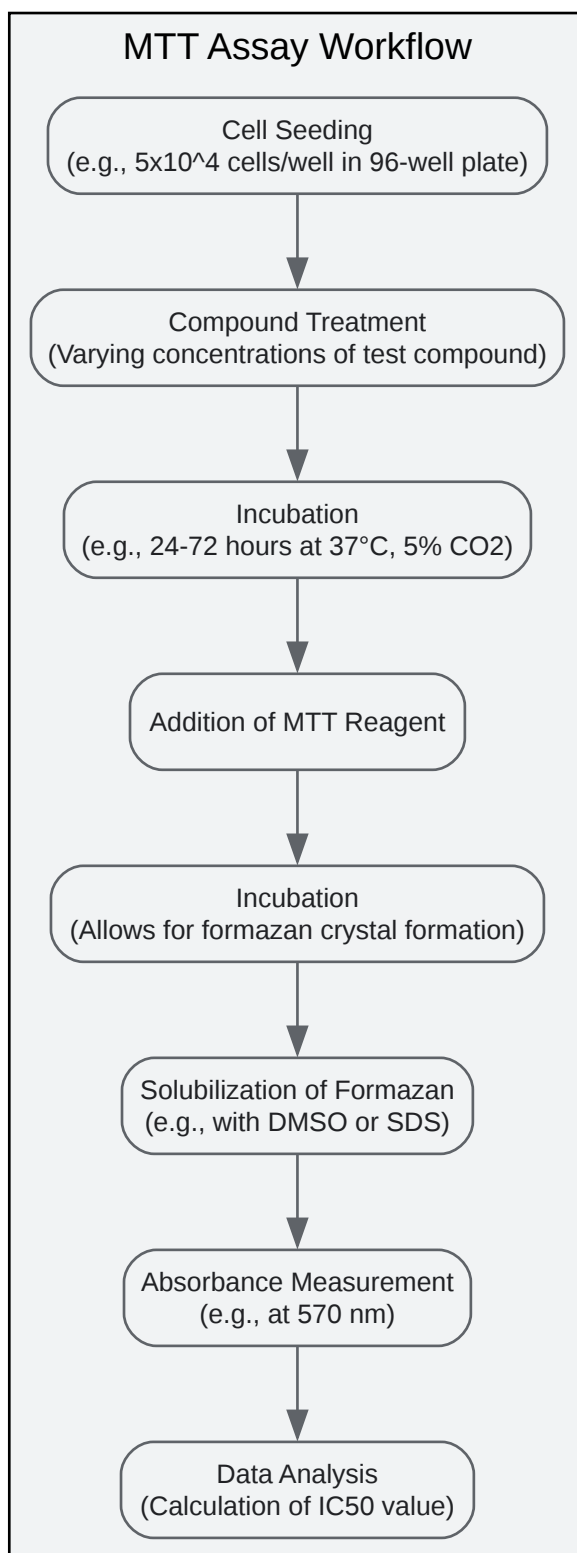 MTT Assay Workflow
Cell Seeding
(e.g., 5x10^4 cells/well in 96-well plate)
Compound Treatment
(Varying concentrations of test compound)
Incubation
(e.g., 24-72 hours at 37°C, 5% CO2)
Addition of MTT Reagent
Incubation
(Allows for formazan crystal formation)
Solubilization of Formazan
(e.g., with DMSO or SDS)
Absorbance Measurement
(e.g., at 570 nm)
Data Analysis
(Calculation of IC50 value)